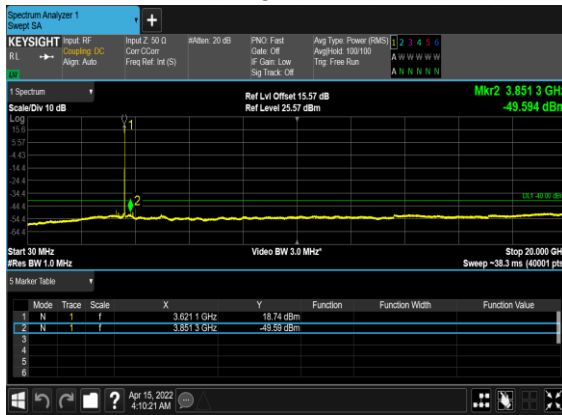 Spectrum Analyzer 1
Swept SA
KEYSIGHT Input: RF Input Z: 50 Ω #Atten: 20 dB PNO: Fast Avg Type: Power (RMS) 1 2 3 4 5 6
RL Coupling: DC Corr CCorr Gate: Off Avg|Hold: 100/100 A W W W W W
Align: Auto Freq Ref: Int (S) IF Gain: Low Trig: Free Run
Sig Track: Off A N N N N N
1 Spectrum Ref Lvl Offset 15.57 dB Mkr2 3.851 3 GHz
Scale/Div 10 dB Ref Level 25.57 dBm -49.594 dBm
Log
15.6
5.57
-4.43
-14.4
-24.4
-34.4
-44.4
-54.4
-64.4
1
2
DL1 -40.00 dBm
Start 30 MHz Video BW 3.0 MHz* Stop 20.000 GHz
#Res BW 1.0 MHz Sweep ~38.3 ms (40001 pts)
5 Marker Table
Mode Trace Scale X Y Function Function Width Function Value
1 N 1 f 3.621 1 GHz 18.74 dBm
2 N 1 f 3.851 3 GHz -49.59 dBm
3
4
5
6
?
Apr 15, 2022
4:10:21 AM